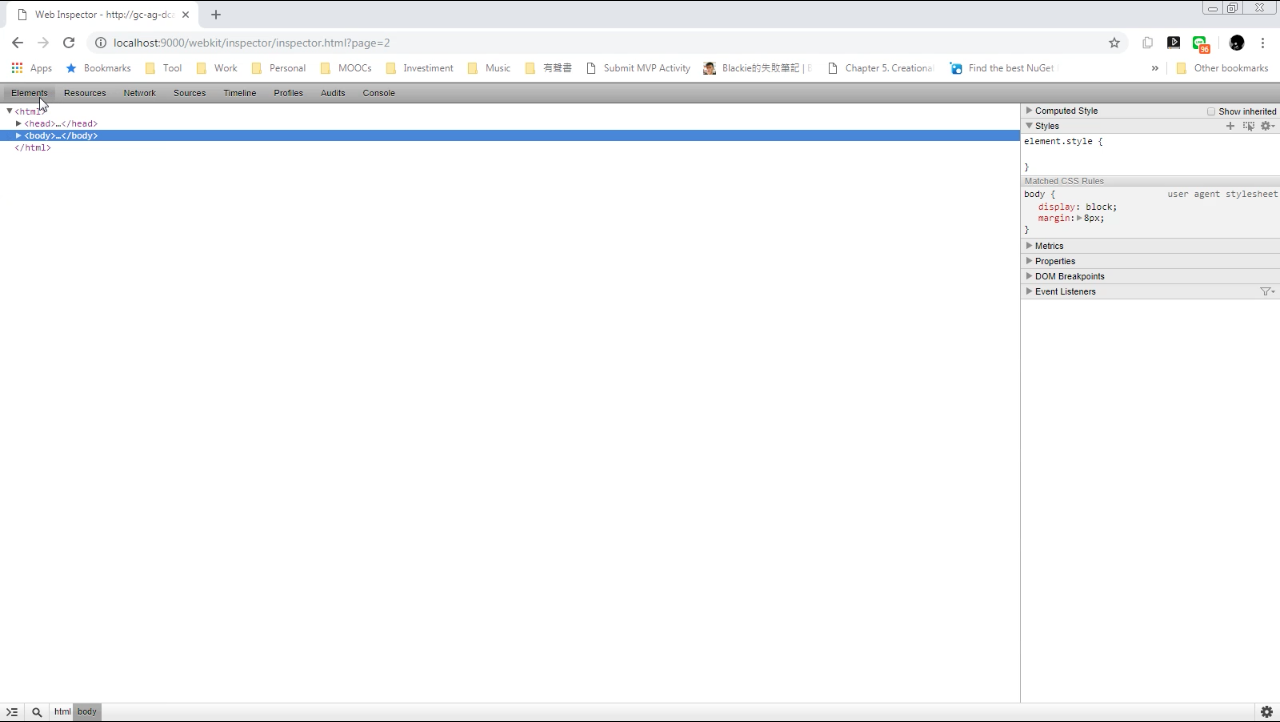 Web Inspector - http://gc-ag-dc
localhost:9000/webkit/inspector/inspector.html?page=2
96
Apps Bookmarks Tool Work Personal MOOCs Investiment Music 有聲書 Submit MVP Activity Blackie的失敗筆記 | Chapter 5. Creationa Find the best NuGet » Other bookmarks
Elements Resources Network Sources Timeline Profiles Audits Console
<html>
<head>…</head>
<body>…</body>
</html>
Computed Style Show inherited
Styles
element.style {
}
Matched CSS Rules
body { user agent stylesheet
display: block;
margin: 8px;
}
Metrics
Properties
DOM Breakpoints
Event Listeners
html body